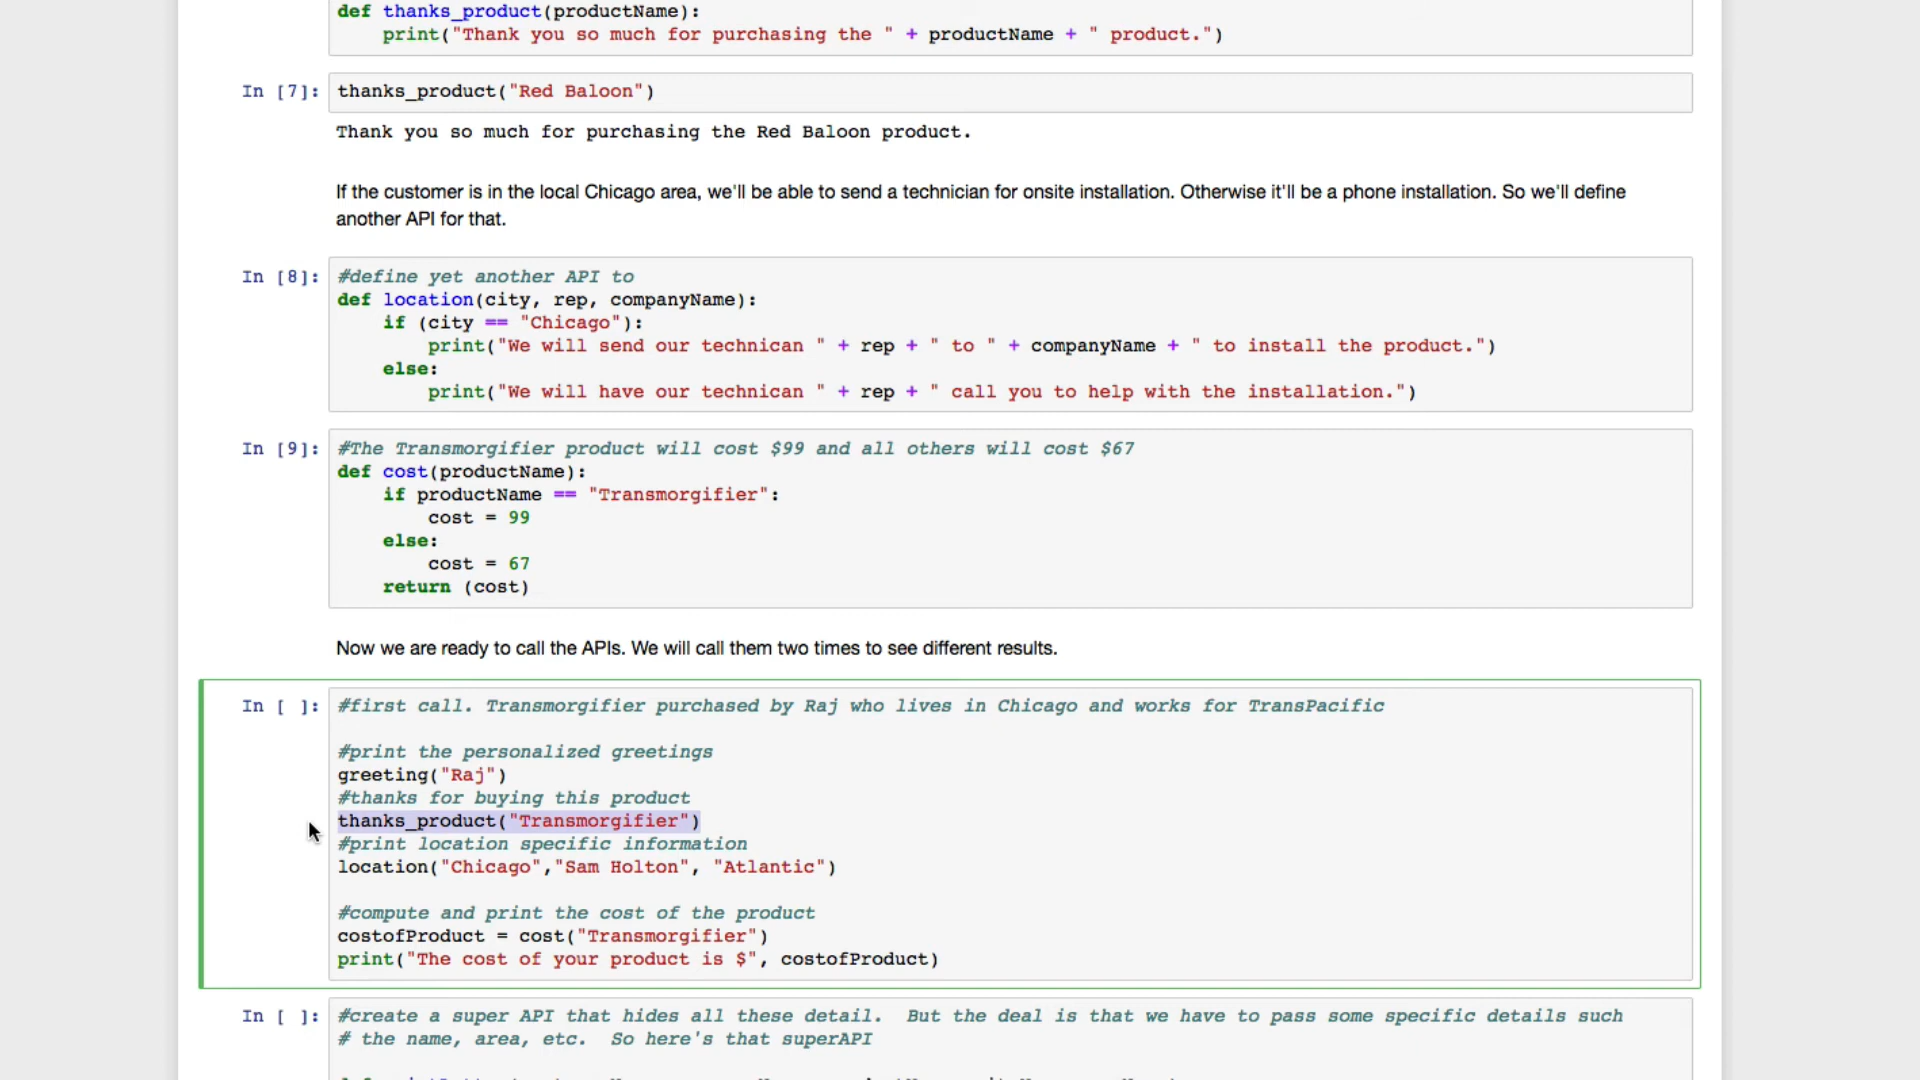 def thanks_product(productName):
    print("Thank you so much for purchasing the " + productName + " product.")
In [7]: thanks_product("Red Baloon")
Thank you so much for purchasing the Red Baloon product.
If the customer is in the local Chicago area, we'll be able to send a technician for onsite installation. Otherwise it'll be a phone installation. So we'll define
another API for that.
In [8]: #define yet another API to
def location(city, rep, companyName):
    if (city == "Chicago"):
        print("We will send our technican " + rep + " to " + companyName + " to install the product.")
    else:
        print("We will have our technican " + rep + " call you to help with the installation.")
In [9]: #The Transmorgifier product will cost $99 and all others will cost $67
def cost(productName):
    if productName == "Transmorgifier":
        cost = 99
    else:
        cost = 67
    return (cost)
Now we are ready to call the APIs. We will call them two times to see different results.
In [ ]: #first call. Transmorgifier purchased by Raj who lives in Chicago and works for TransPacific
#print the personalized greetings
greeting("Raj")
#thanks for buying this product
thanks_product("Transmorgifier")
#print location specific information
location("Chicago","Sam Holton", "Atlantic")
#compute and print the cost of the product
costofProduct = cost("Transmorgifier")
print("The cost of your product is $", costofProduct)
In [ ]: #create a super API that hides all these detail.  But the deal is that we have to pass some specific details such
# the name, area, etc.  So here's that superAPI